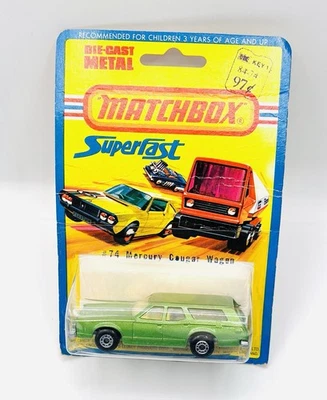 RECOMMENDED FOR CHILDREN 3 YEARS OF AGE AND UP
DIE-CAST
METAL
KEY
97¢
MATCHBOX®
Superfast
#74 Mercury Cougar Wagon